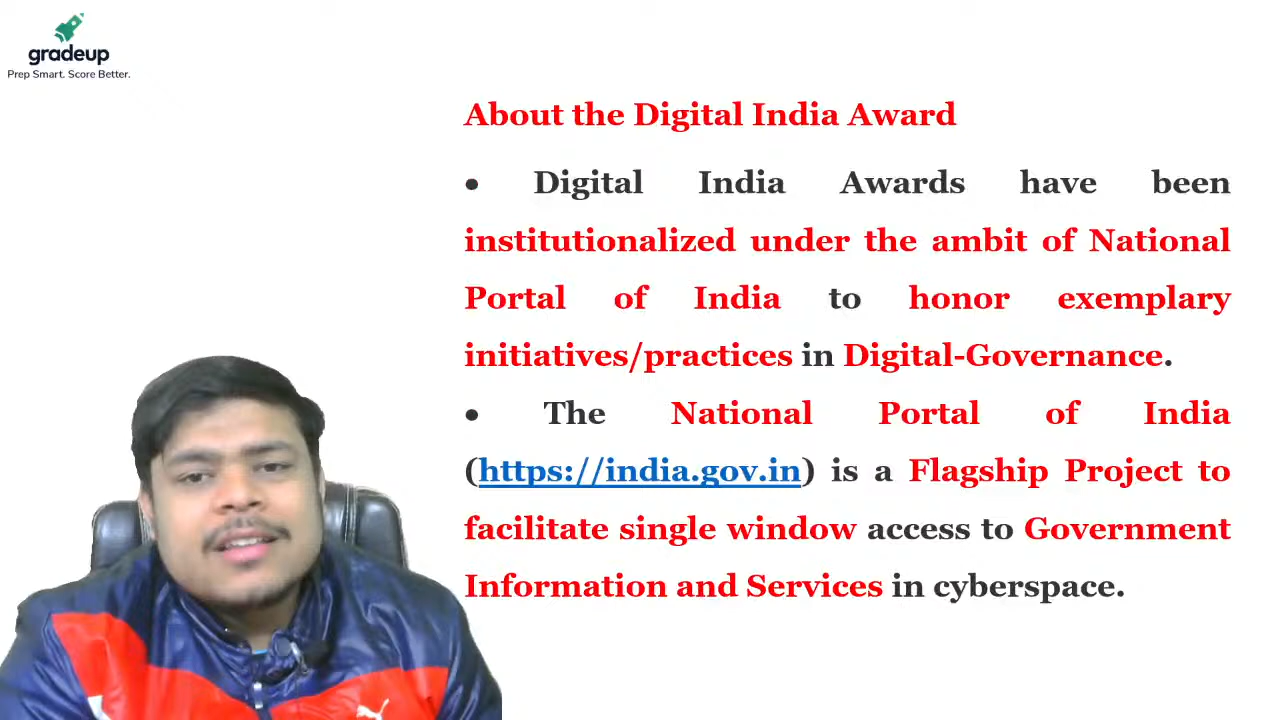 gradeup
Prep Smart. Score Better.
About the Digital India Award
• Digital India Awards have been
institutionalized under the ambit of National
Portal of India to honor exemplary
initiatives/practices in Digital-Governance.
• The National Portal of India
(https://india.gov.in) is a Flagship Project to
facilitate single window access to Government
Information and Services in cyberspace.